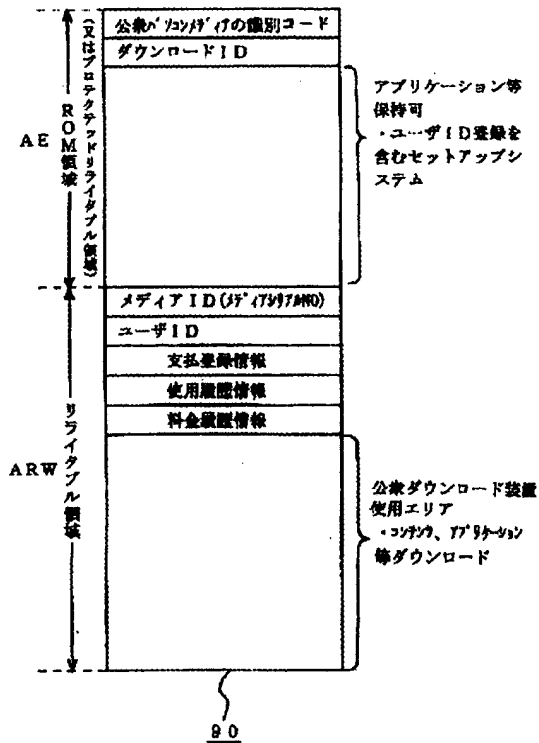 公衆パソコンメディアの識別コード
ダウンロードID
AE
ROM領域
(又はプロテクテッドリライタブル領域)
アプリケーション等
保持可
・ユーザID登録を
含むセットアップシ
ステム
メディアID(メディアシリアルNO)
ユーザID
支払登録情報
使用履歴情報
料金履歴情報
ARW
リライタブル領域
公衆ダウンロード装置
使用エリア
・コンテンツ、アプリケーション
等ダウンロード
90